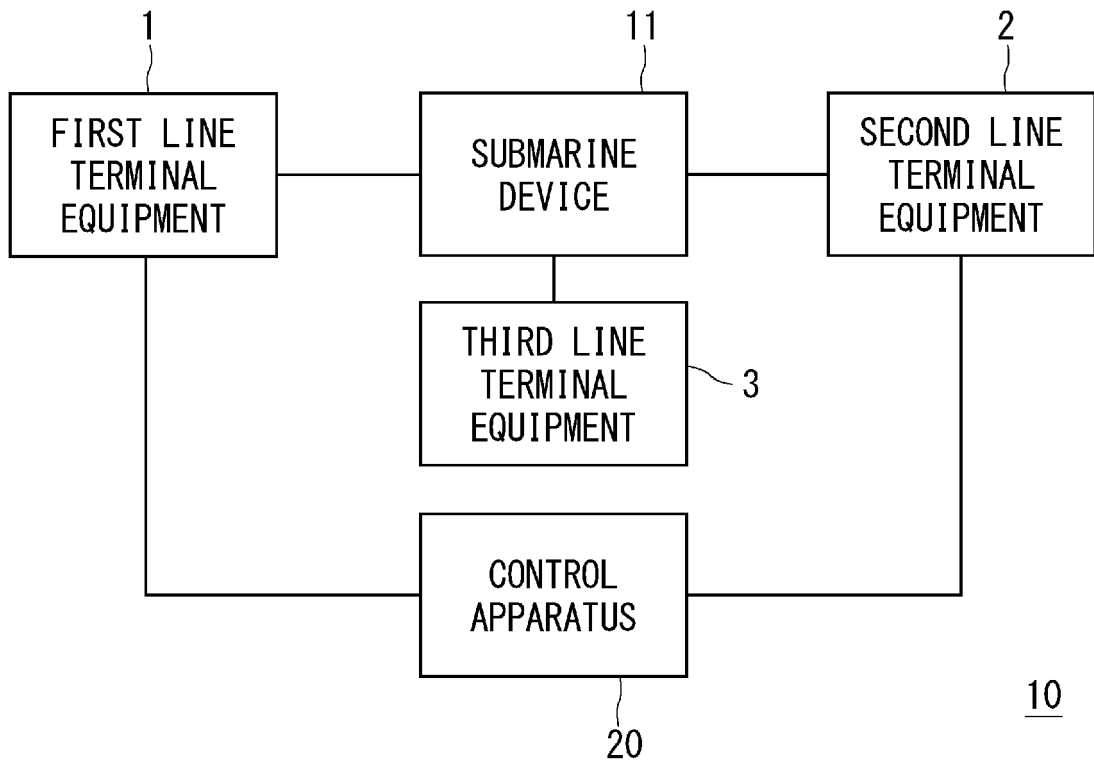 1
11
2
FIRST LINE
TERMINAL
EQUIPMENT
SUBMARINE
DEVICE
SECOND LINE
TERMINAL
EQUIPMENT
THIRD LINE
TERMINAL
EQUIPMENT
3
CONTROL
APPARATUS
10
20